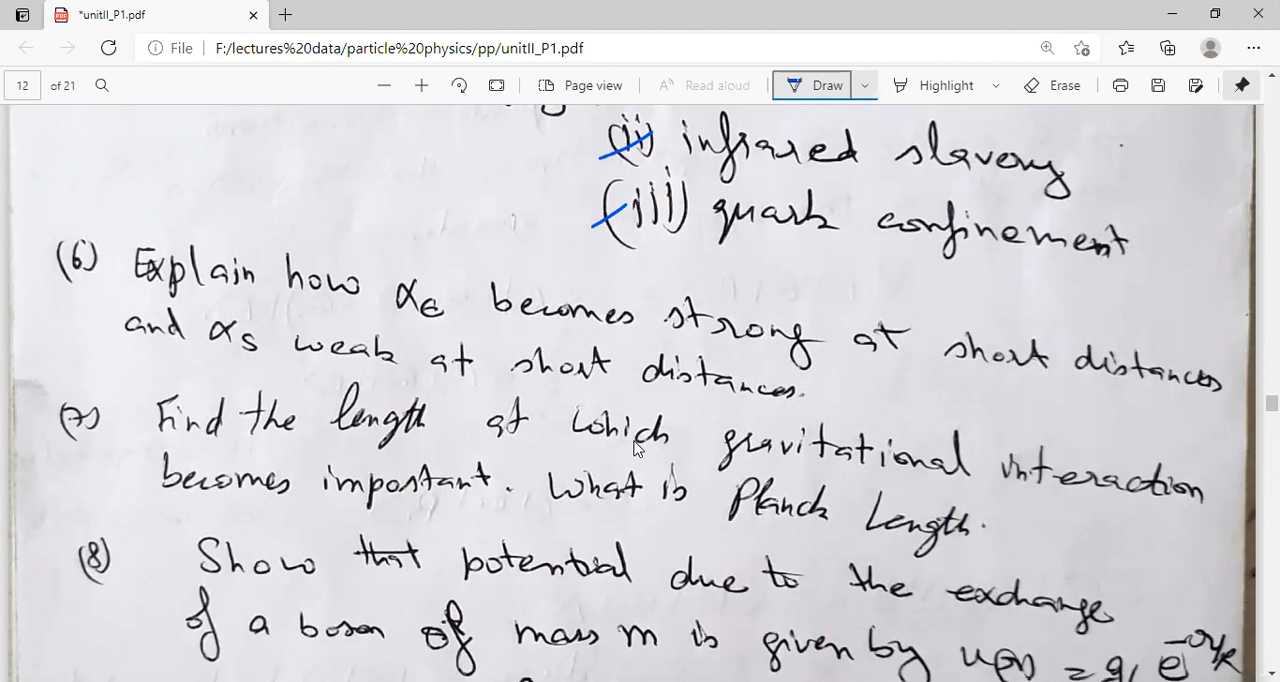 *unitII_P1.pdf
File F:/lectures%20data/particle%20physics/pp/unitII_P1.pdf
12 of 21 Page view Read aloud Draw Highlight Erase
(ii) infrared slavery
(iii) quark confinement
(6) Explain how αe becomes strong at short distances
and αs weak at short distances.
(7) Find the length at which gravitational interaction
becomes important. What is Planck Length.
(8) Show that potential due to the exchange
of a boson of mass m is given by u(r) = g1 e^-r/R